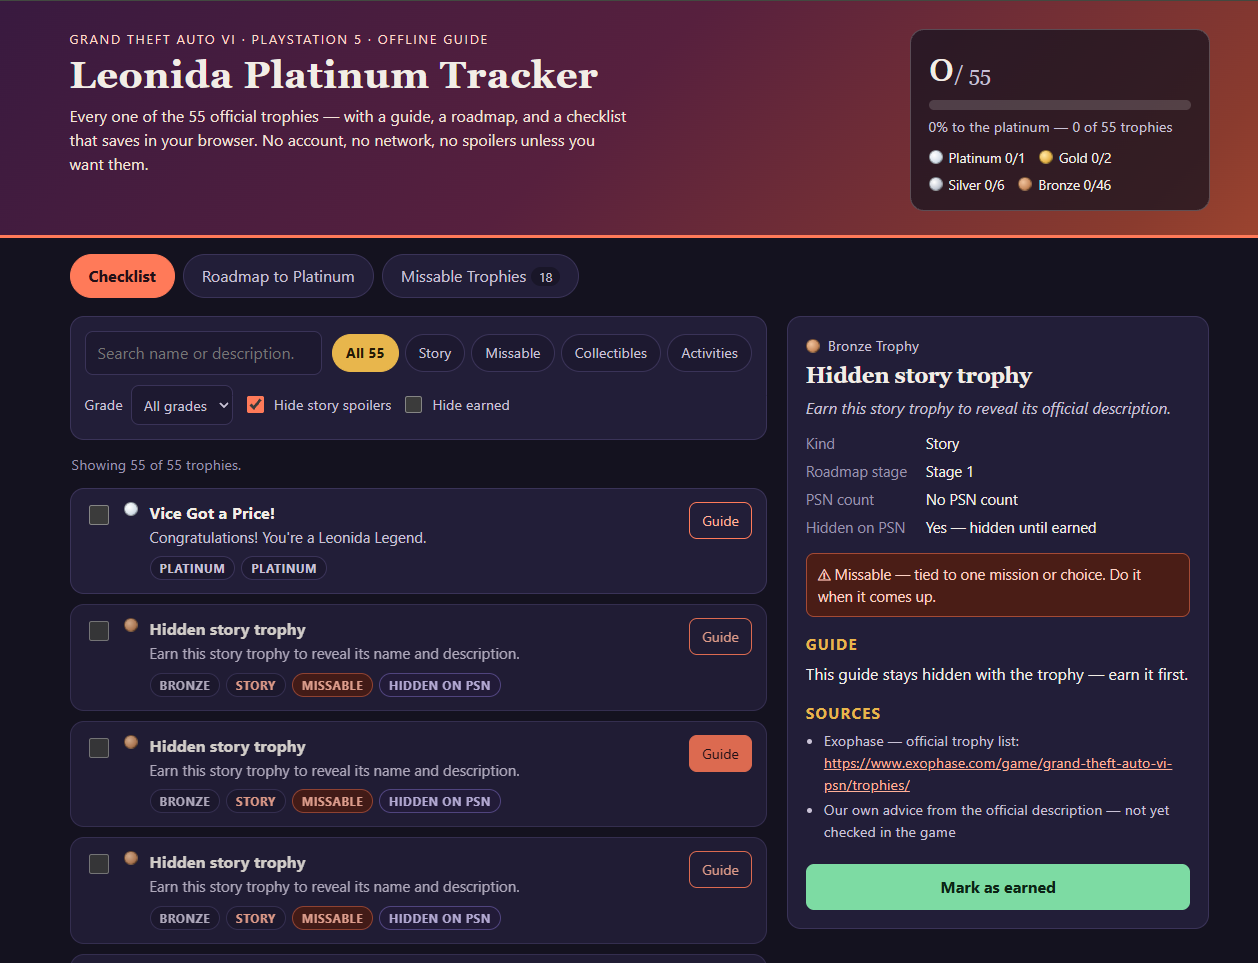 GRAND THEFT AUTO VI · PLAYSTATION 5 · OFFLINE GUIDE
Leonida Platinum Tracker
Every one of the 55 official trophies — with a guide, a roadmap, and a checklist
that saves in your browser. No account, no network, no spoilers unless you
want them.
0 / 55
0% to the platinum — 0 of 55 trophies
Platinum 0/1 Gold 0/2
Silver 0/6 Bronze 0/46
Checklist Roadmap to Platinum Missable Trophies 18
Search name or description. All 55 Story Missable Collectibles Activities
Grade All grades Hide story spoilers Hide earned
Showing 55 of 55 trophies.
Vice Got a Price! Guide
Congratulations! You're a Leonida Legend.
PLATINUM PLATINUM
Hidden story trophy Guide
Earn this story trophy to reveal its name and description.
BRONZE STORY MISSABLE HIDDEN ON PSN
Hidden story trophy Guide
Earn this story trophy to reveal its name and description.
BRONZE STORY MISSABLE HIDDEN ON PSN
Hidden story trophy Guide
Earn this story trophy to reveal its name and description.
BRONZE STORY MISSABLE HIDDEN ON PSN
Bronze Trophy
Hidden story trophy
Earn this story trophy to reveal its official description.
Kind Story
Roadmap stage Stage 1
PSN count No PSN count
Hidden on PSN Yes — hidden until earned
⚠ Missable — tied to one mission or choice. Do it
when it comes up.
GUIDE
This guide stays hidden with the trophy — earn it first.
SOURCES
• Exophase — official trophy list:
https://www.exophase.com/game/grand-theft-auto-vi-
psn/trophies/
• Our own advice from the official description — not yet
checked in the game
Mark as earned